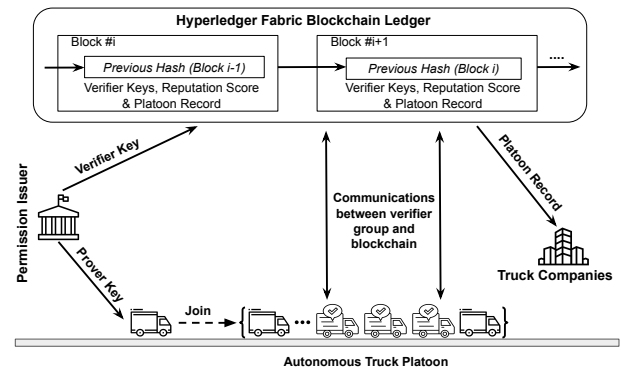 Hyperledger Fabric Blockchain Ledger
Block #i
Previous Hash (Block i-1)
Verifier Keys, Reputation Score
& Platoon Record
Block #i+1
Previous Hash (Block i)
Verifier Keys, Reputation Score
& Platoon Record
....
Permission Issuer
Verifier Key
Prover Key
Communications
between verifier
group and
blockchain
Platoon Record
Truck Companies
Join
{
...
}
Autonomous Truck Platoon